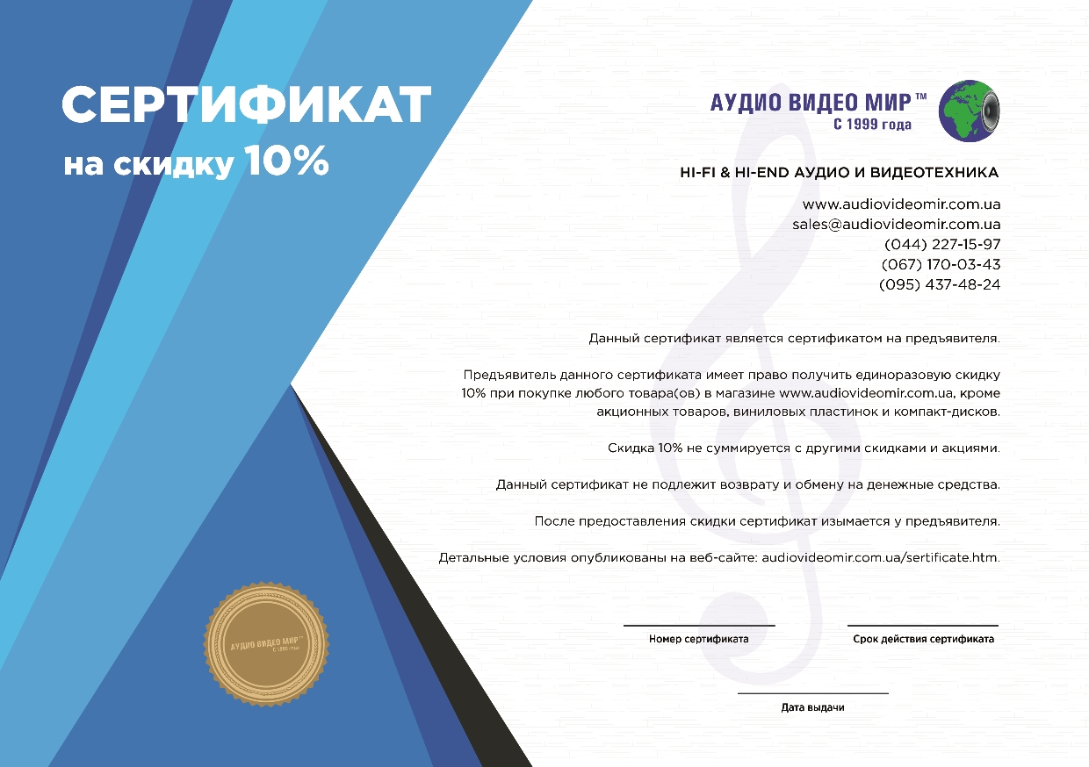 СЕРТИФИКАТ
на скидку 10%
АУДИО ВИДЕО МИР™
С 1999 года
HI-FI & HI-END АУДИО И ВИДЕОТЕХНИКА
www.audiovideomir.com.ua
sales@audiovideomir.com.ua
(044) 227-15-97
(067) 170-03-43
(095) 437-48-24
Данный сертификат является сертификатом на предъявителя.
Предъявитель данного сертификата имеет право получить единоразовую скидку
10% при покупке любого товара(ов) в магазине www.audiovideomir.com.ua, кроме
акционных товаров, виниловых пластинок и компакт-дисков.
Скидка 10% не суммируется с другими скидками и акциями.
Данный сертификат не подлежит возврату и обмену на денежные средства.
После предоставления скидки сертификат изымается у предъявителя.
Детальные условия опубликованы на веб-сайте: audiovideomir.com.ua/sertificate.htm.
АУДИО ВИДЕО МИР™
С 1999 года
Номер сертификата
Срок действия сертификата
Дата выдачи